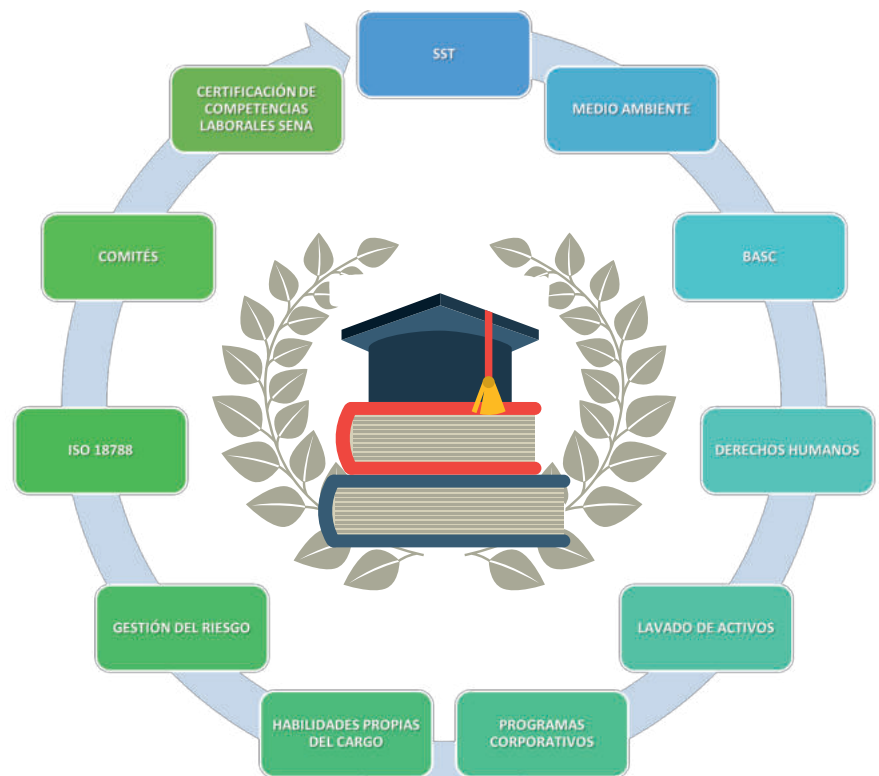 SST
MEDIO AMBIENTE
BASC
DERECHOS HUMANOS
LAVADO DE ACTIVOS
PROGRAMAS
CORPORATIVOS
HABILIDADES PROPIAS
DEL CARGO
GESTIÓN DEL RIESGO
ISO 18788
COMITÉS
CERTIFICACIÓN DE
COMPETENCIAS
LABORALES SENA